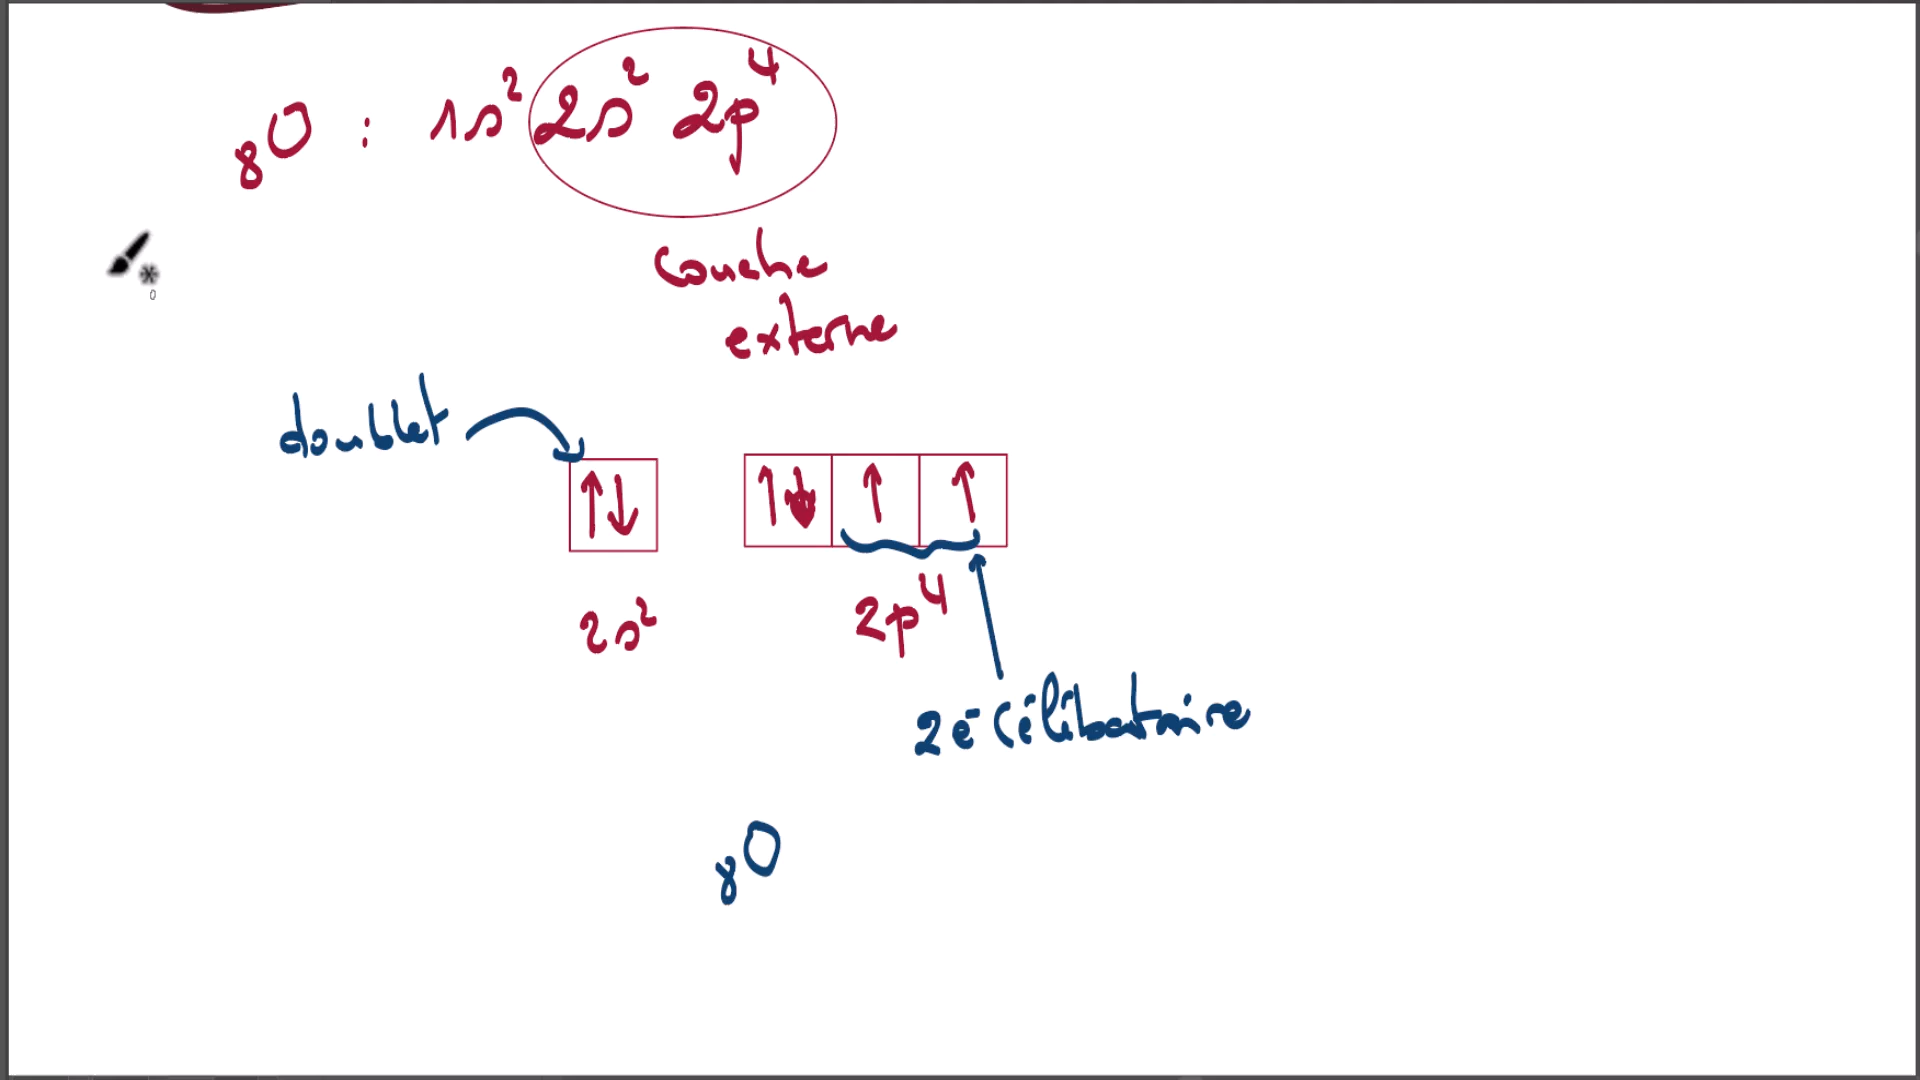 ₈O : 1s² 2s² 2p⁴
couche
externe
doublet
↑↓ ↑↓ ↑ ↑
2s² 2p⁴
2e⁻ célibataire
₈O